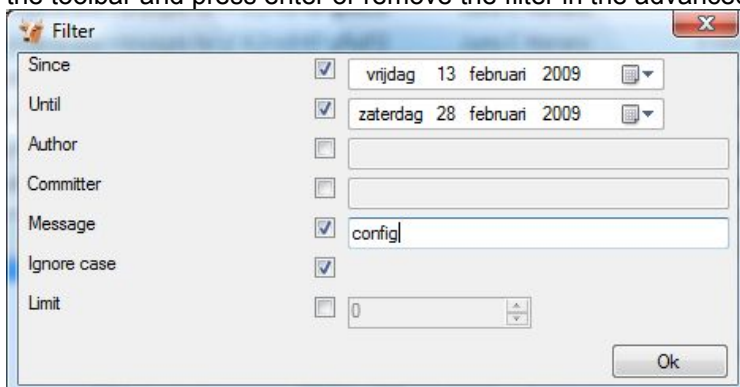 the toolbar and press enter or remove the filter in the advanced
Filter
Since vrijdag 13 februari 2009
Until zaterdag 28 februari 2009
Author
Committer
Message config
Ignore case
Limit 0
Ok